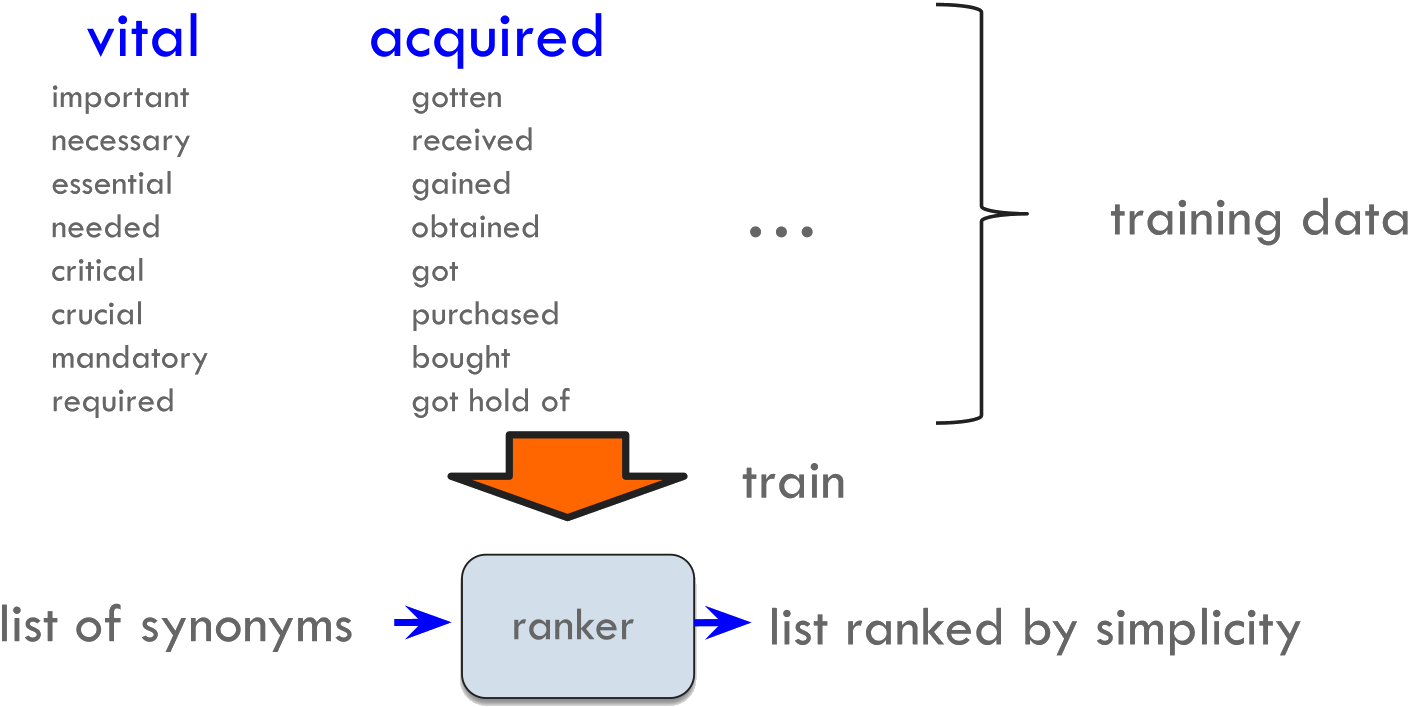 vital
important
necessary
essential
needed
critical
crucial
mandatory
required
acquired
gotten
received
gained
obtained
got
purchased
bought
got hold of
...
training data
train
list of synonyms
ranker
list ranked by simplicity